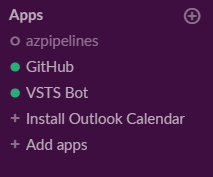 Apps
azpipelines
GitHub
VSTS Bot
+ Install Outlook Calendar
+ Add apps